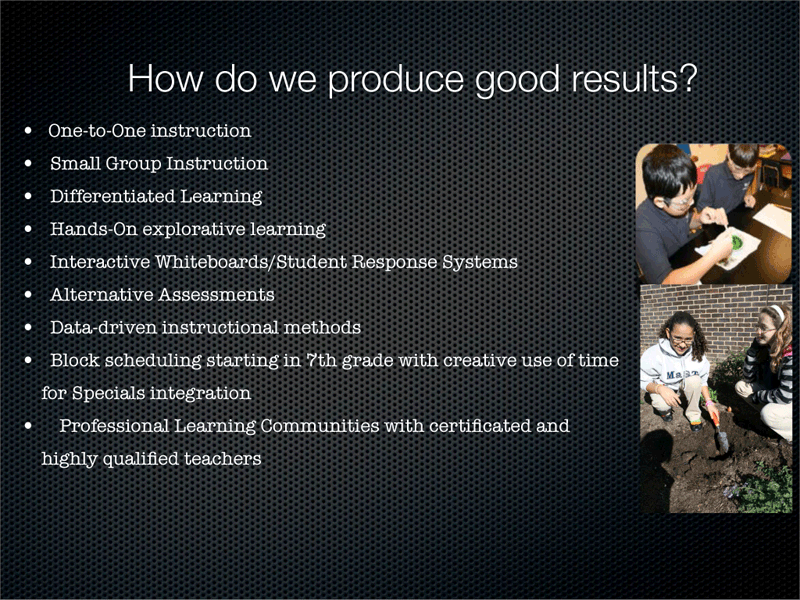 How do we produce good results?
• One-to-One instruction
• Small Group Instruction
• Differentiated Learning
• Hands-On explorative learning
• Interactive Whiteboards/Student Response Systems
• Alternative Assessments
• Data-driven instructional methods
• Block scheduling starting in 7th grade with creative use of time
for Specials integration
• Professional Learning Communities with certificated and
highly qualified teachers